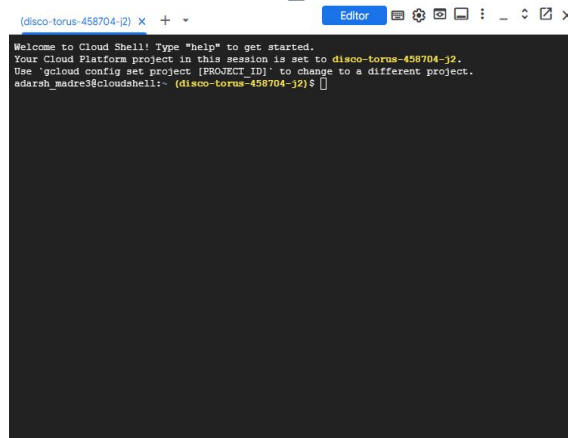 (disco-torus-458704-j2)
Editor
Welcome to Cloud Shell! Type "help" to get started.
Your Cloud Platform project in this session is set to disco-torus-458704-j2.
Use `gcloud config set project [PROJECT_ID]` to change to a different project.
adarsh_madre3@cloudshell:~ (disco-torus-458704-j2)$